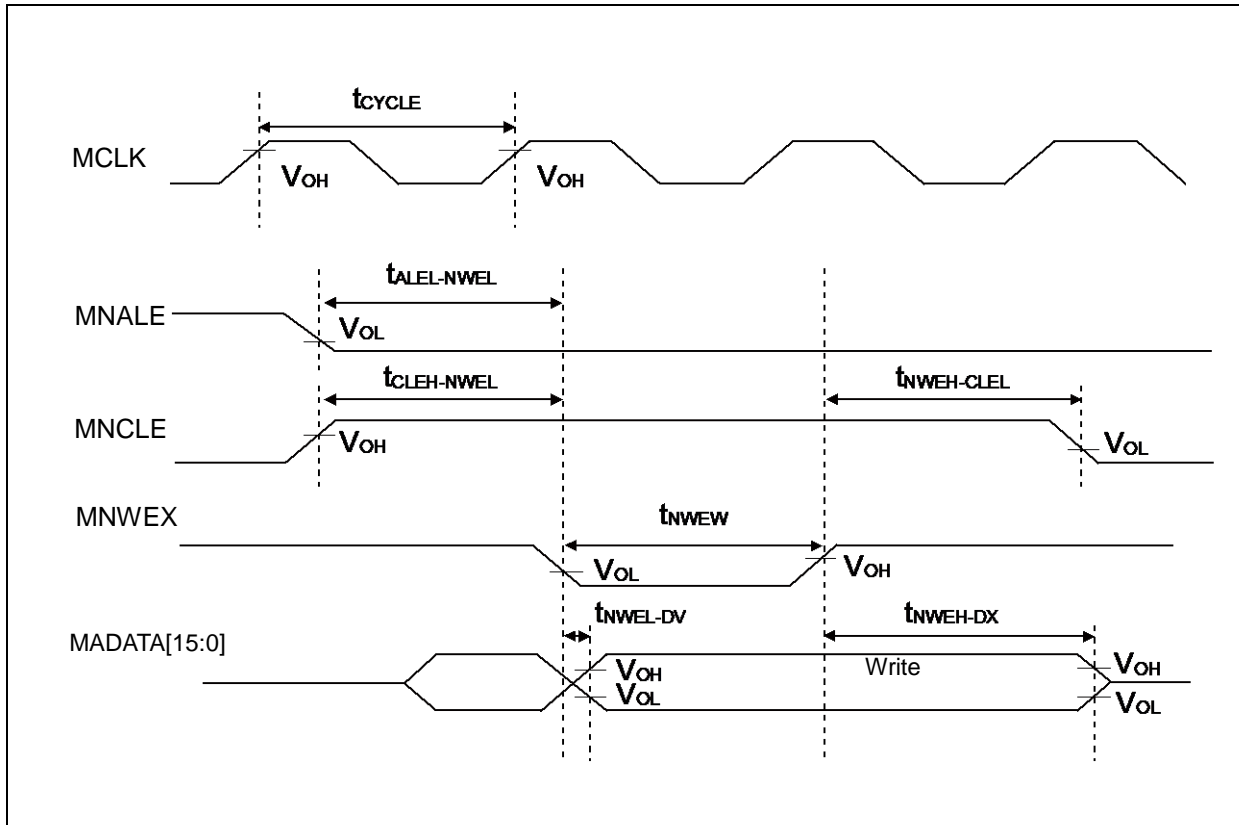 tCYCLE
MCLK
VOH
VOH
tALEL-NWEL
MNALE
VOL
tCLEH-NWEL
tNWEH-CLEL
MNCLE
VOH
VOL
MNWEX
tNWEW
VOL
VOH
tNWEL-DV
tNWEH-DX
MADATA[15:0]
VOH
Write
VOH
VOL
VOL